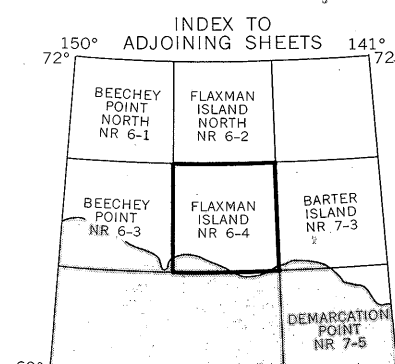 INDEX TO
ADJOINING SHEETS
150°
141°
72°
72
BEECHEY
POINT
NORTH
NR 6-1
FLAXMAN
ISLAND
NORTH
NR 6-2
BEECHEY
POINT
NR 6-3
FLAXMAN
ISLAND
NR 6-4
BARTER
ISLAND
NR 7-3
DEMARCATION
POINT
NR 7-5